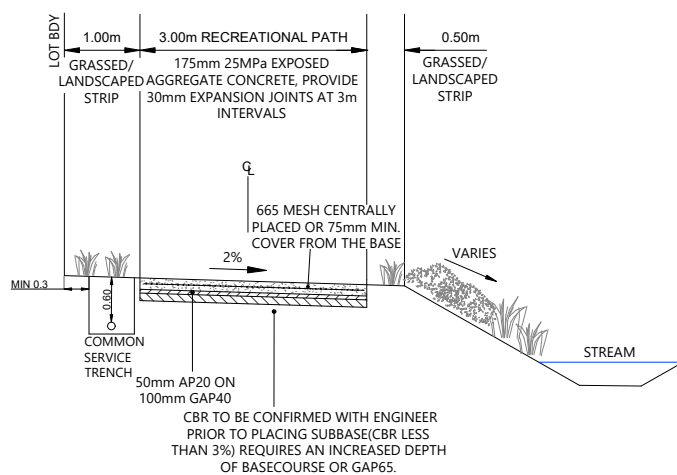 LOT BDY
1.00m
3.00m RECREATIONAL PATH
0.50m
GRASSED/
LANDSCAPED
STRIP
175mm 25MPa EXPOSED
AGGREGATE CONCRETE, PROVIDE
30mm EXPANSION JOINTS AT 3m
INTERVALS
GRASSED/
LANDSCAPED
STRIP
CL
665 MESH CENTRALLY
PLACED OR 75mm MIN.
COVER FROM THE BASE
2%
VARIES
MIN 0.3
0.60
COMMON
SERVICE
TRENCH
STREAM
50mm AP20 ON
100mm GAP40
CBR TO BE CONFIRMED WITH ENGINEER
PRIOR TO PLACING SUBBASE(CBR LESS
THAN 3%) REQUIRES AN INCREASED DEPTH
OF BASECOURSE OR GAP65.